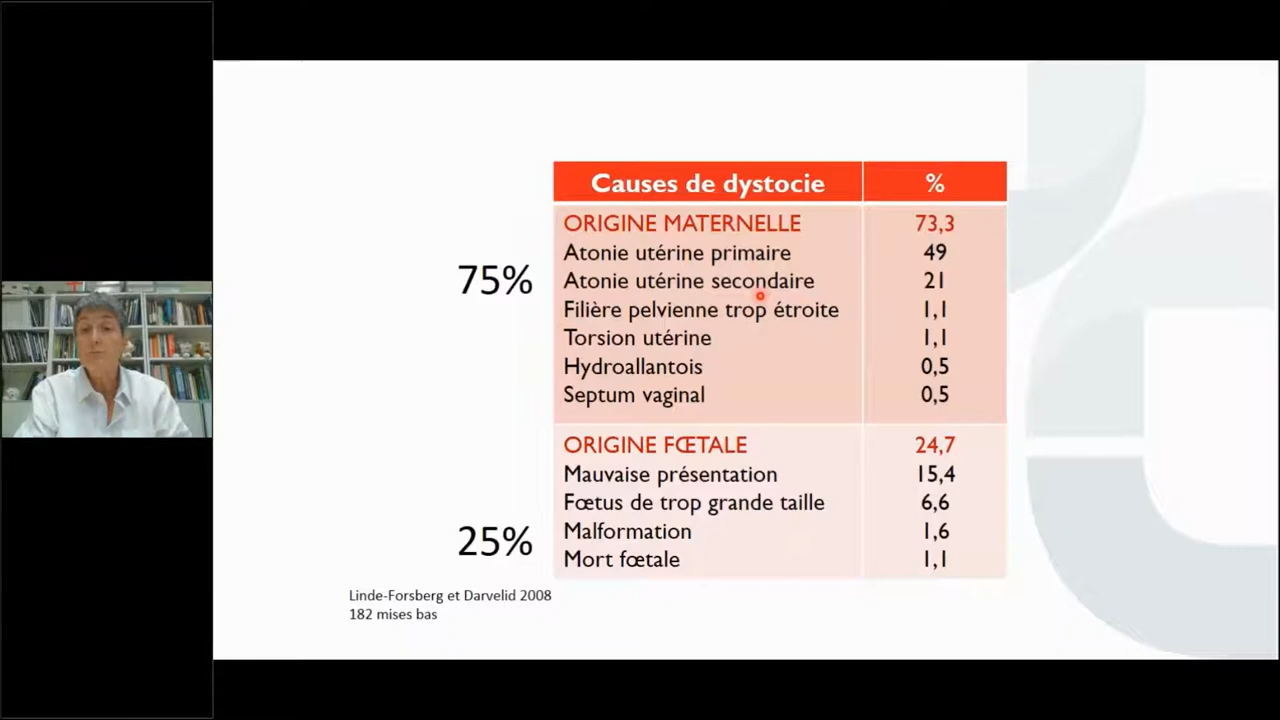 Causes de dystocie %
ORIGINE MATERNELLE 73,3
Atonie utérine primaire 49
75%
Atonie utérine secondaire 21
Filière pelvienne trop étroite 1,1
Torsion utérine 1,1
Hydroallantois 0,5
Septum vaginal 0,5
ORIGINE FŒTALE 24,7
Mauvaise présentation 15,4
Fœtus de trop grande taille 6,6
25%
Malformation 1,6
Mort fœtale 1,1
Linde-Forsberg et Darvelid 2008
182 mises bas